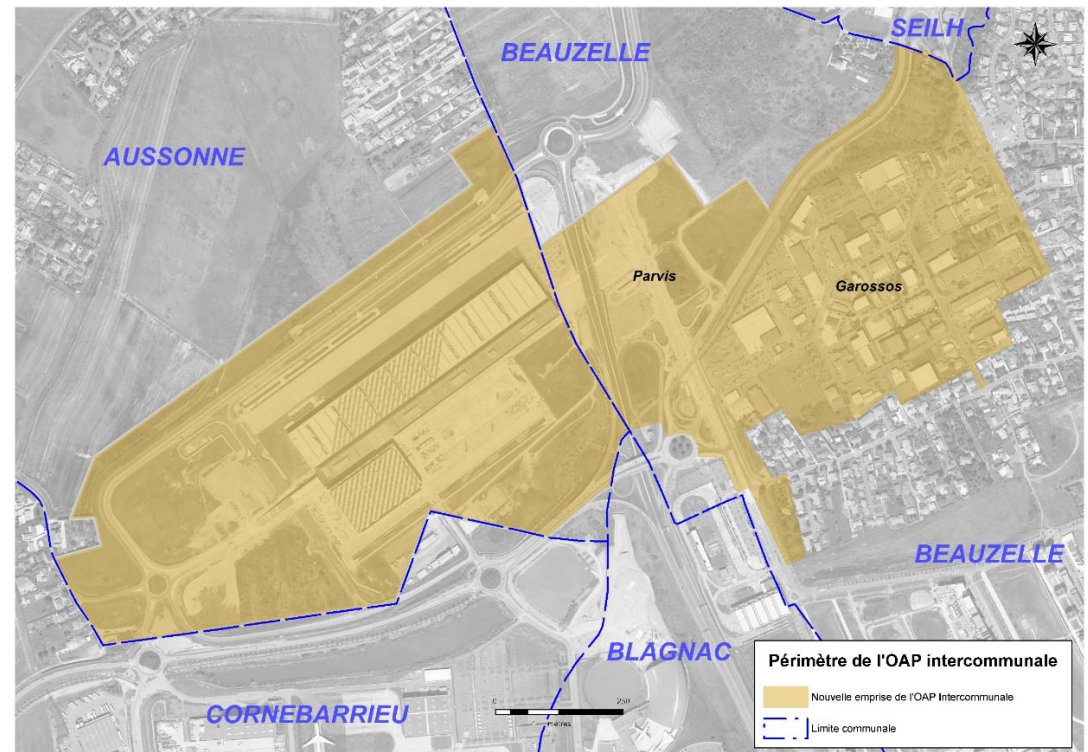 SEILH
BEAUZELLE
AUSSONNE
Parvis
Garossos
BEAUZELLE
BLAGNAC
CORNEBARRIEU
0 250
mètres
Périmètre de l'OAP intercommunale
Nouvelle emprise de l'OAP Intercommunale
Limite communale